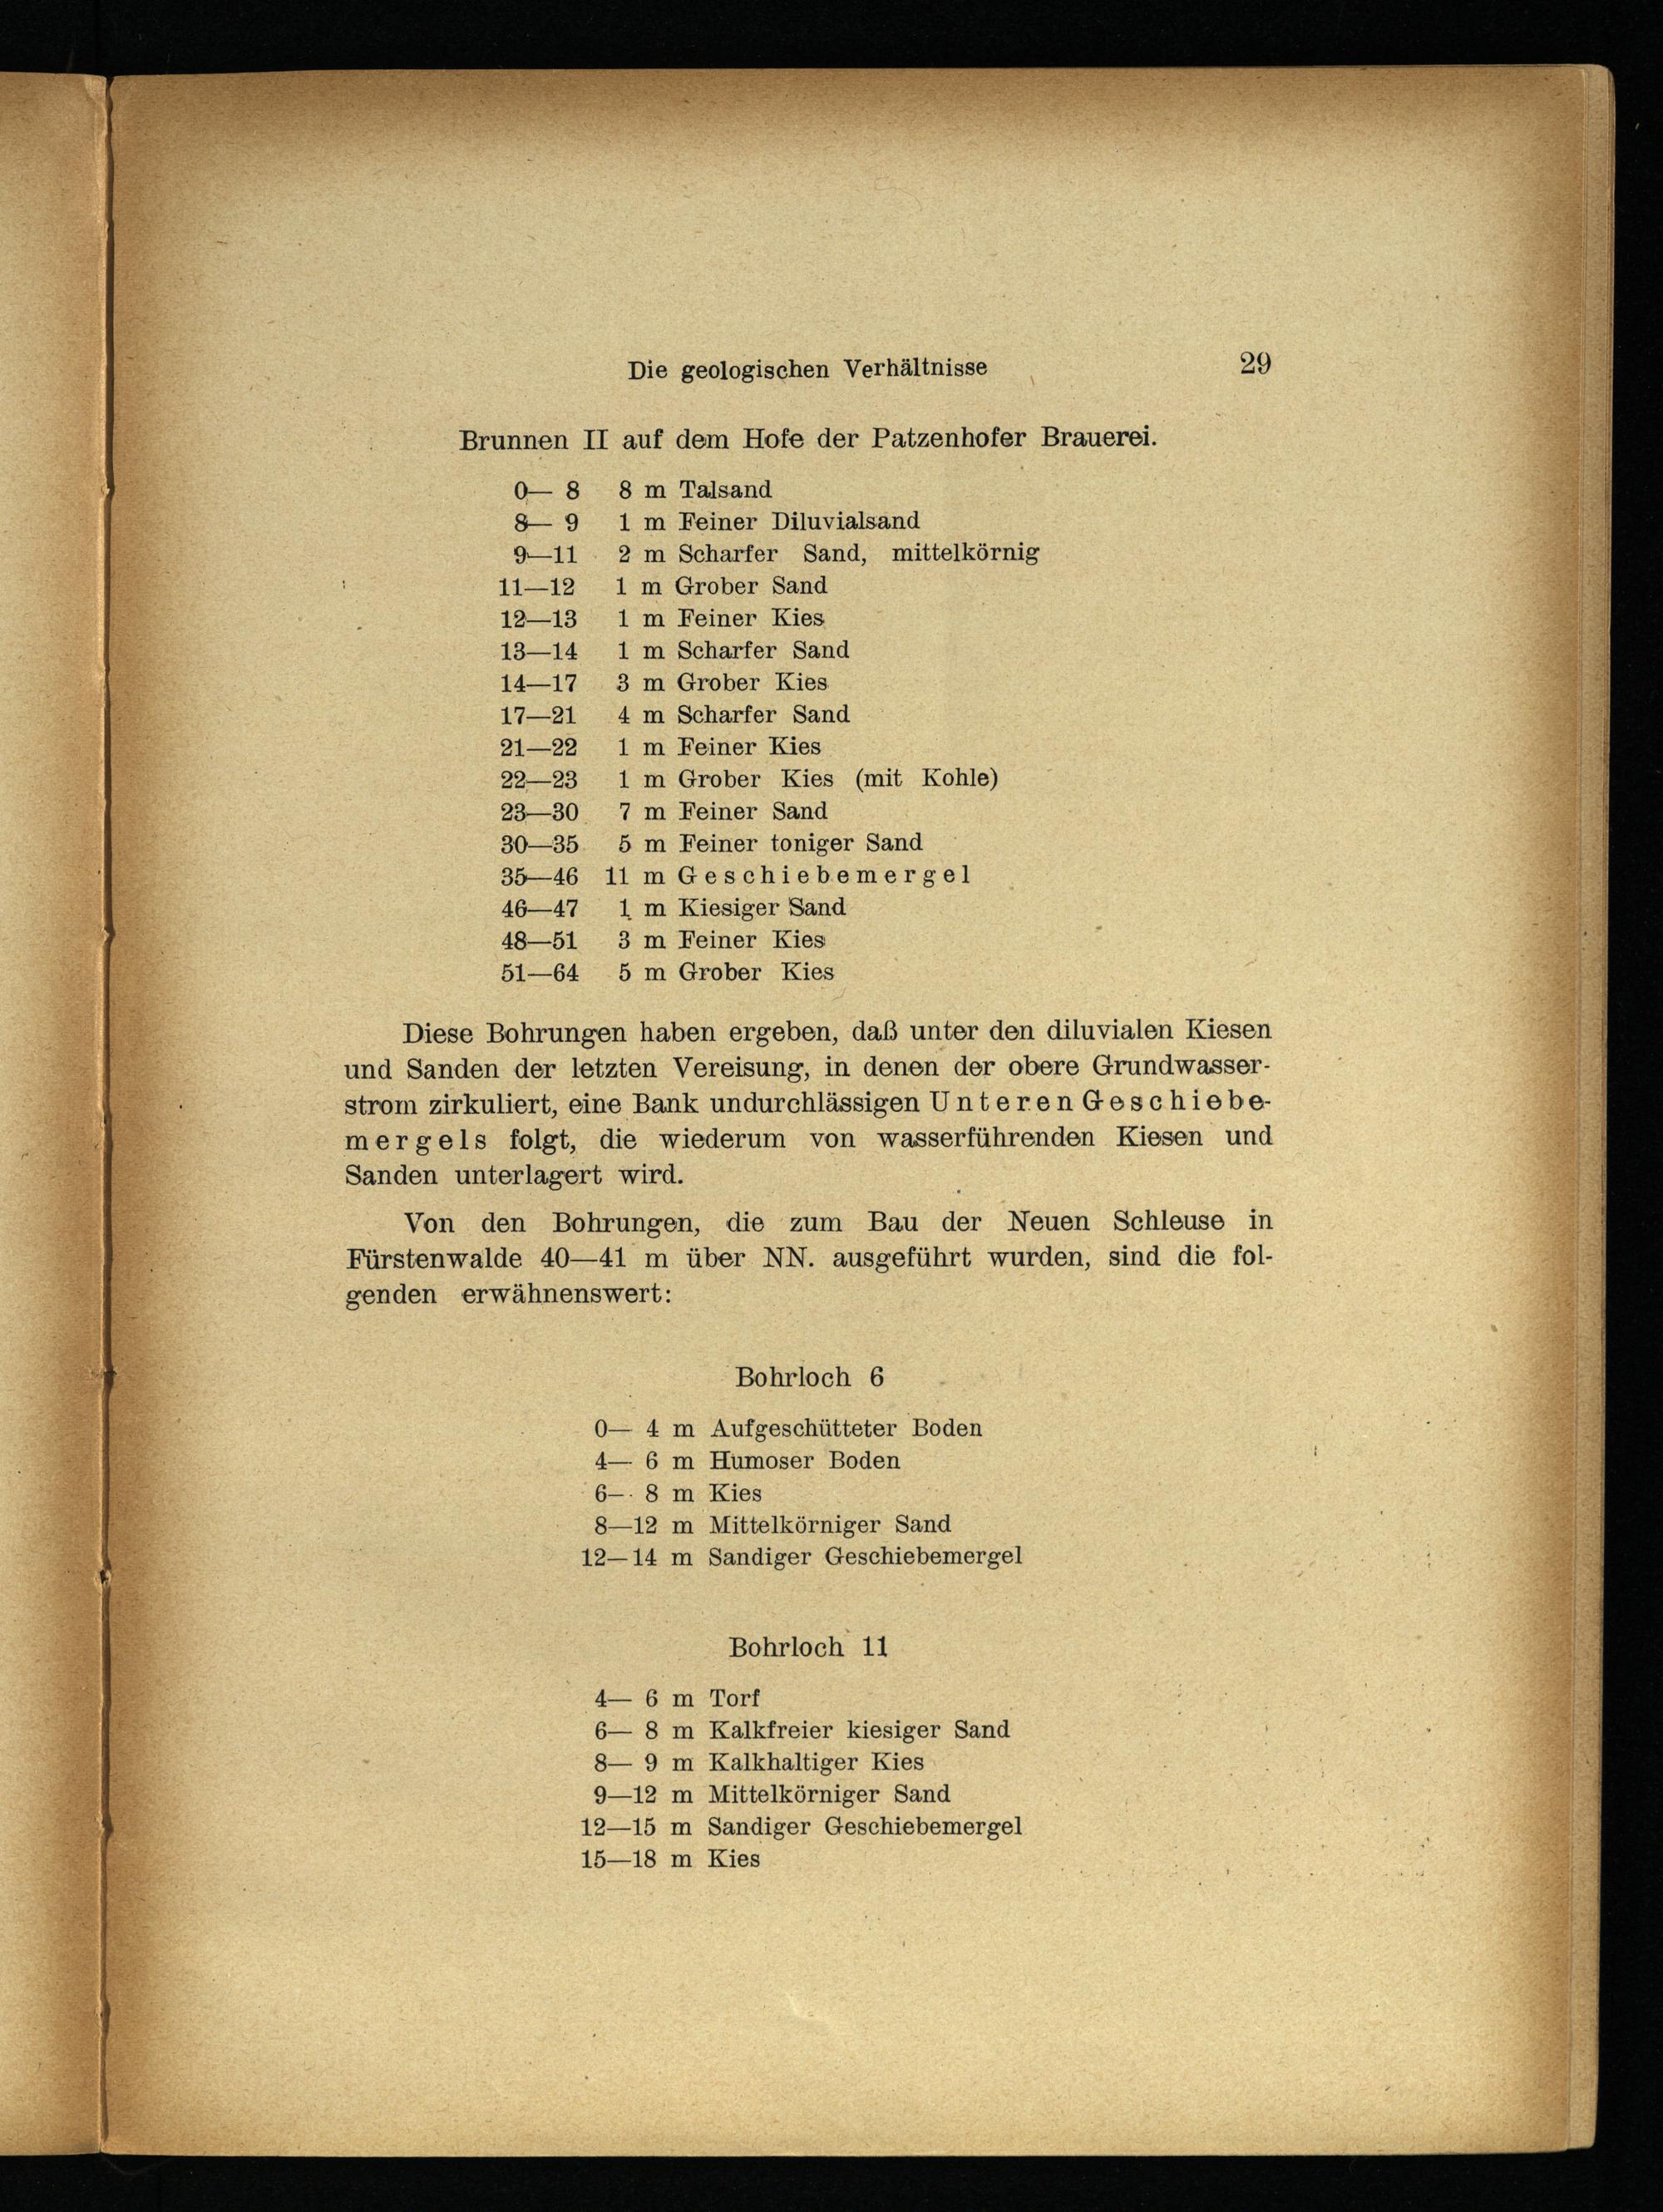 Die geologischen Verhältnisse 29
Brunnen II auf dem Hofe der Patzenhofer Brauerei.
0— 8 8 m Talsand
8— 9 1 m Feiner Diluvialsand
9—11 2 m Scharfer Sand, mittelkörnig
11—12 1 m Grober Sand
12—13 1 m Feiner Kies
13—14 1 m Scharfer Sand
14—17 3 m Grober Kies
17—21 4 m Scharfer Sand
21—22 1 m Feiner Kies
22—23 1 m Grober Kies (mit Kohle)
23—30 7 m Feiner Sand
30—35 5 m Feiner toniger Sand
35—46 11 m Geschiebemergel
46—47 1 m Kiesiger Sand
48—51 3 m Feiner Kies
51—64 5 m Grober Kies
Diese Bohrungen haben ergeben, daß unter den diluvialen Kiesen
und Sanden der letzten Vereisung, in denen der obere Grundwasser-
strom zirkuliert, eine Bank undurchlässigen Unteren Geschiebe-
mergels folgt, die wiederum von wasserführenden Kiesen und
Sanden unterlagert wird.
Von den Bohrungen, die zum Bau der Neuen Schleuse in
Fürstenwalde 40—41 m über NN. ausgeführt wurden, sind die fol-
genden erwähnenswert:
Bohrloch 6
0— 4 m Aufgeschütteter Boden
4— 6 m Humoser Boden
6— 8 m Kies
8—12 m Mittelkörniger Sand
12—14 m Sandiger Geschiebemergel
Bohrloch 11
4— 6 m Torf
6— 8 m Kalkfreier kiesiger Sand
8— 9 m Kalkhaltiger Kies
9—12 m Mittelkörniger Sand
12—15 m Sandiger Geschiebemergel
15—18 m Kies